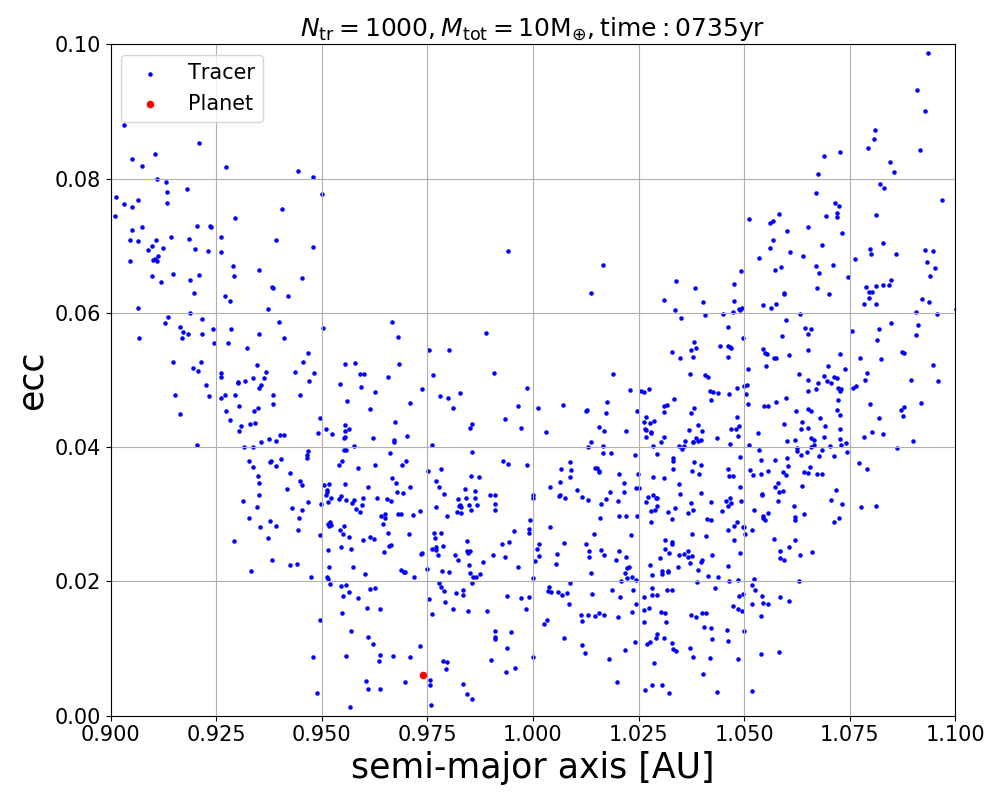 N_tr = 1000, M_tot = 10M_⊕, time : 0735yr
Tracer
Planet
0.10
0.08
0.06
0.04
0.02
0.00
ecc
0.900 0.925 0.950 0.975 1.000 1.025 1.050 1.075 1.100
semi-major axis [AU]